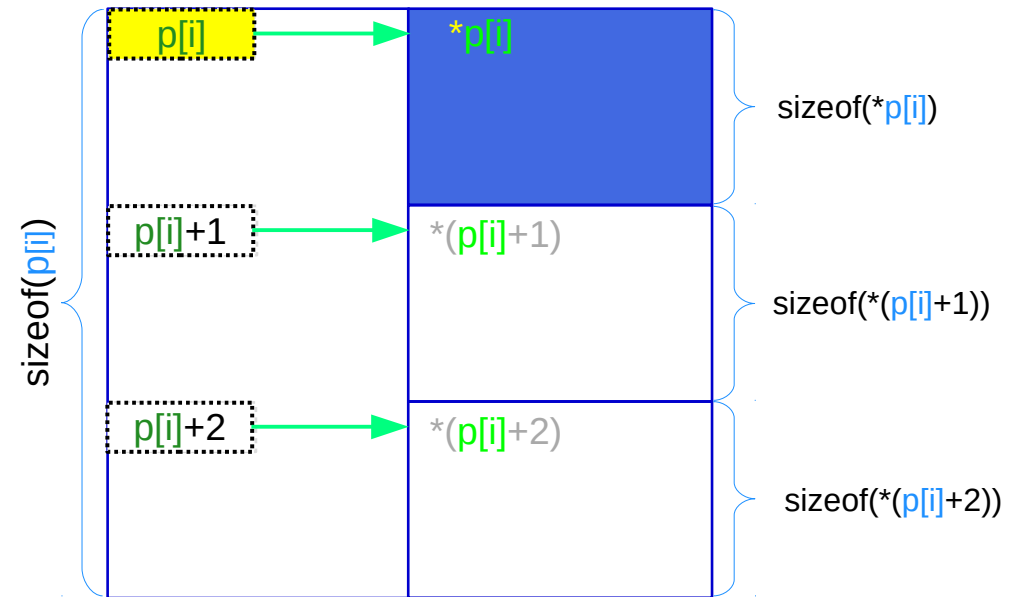 p[i]
*p[i]
sizeof(*p[i])
sizeof(p[i])
p[i]+1
*(p[i]+1)
sizeof(*(p[i]+1))
p[i]+2
*(p[i]+2)
sizeof(*(p[i]+2))